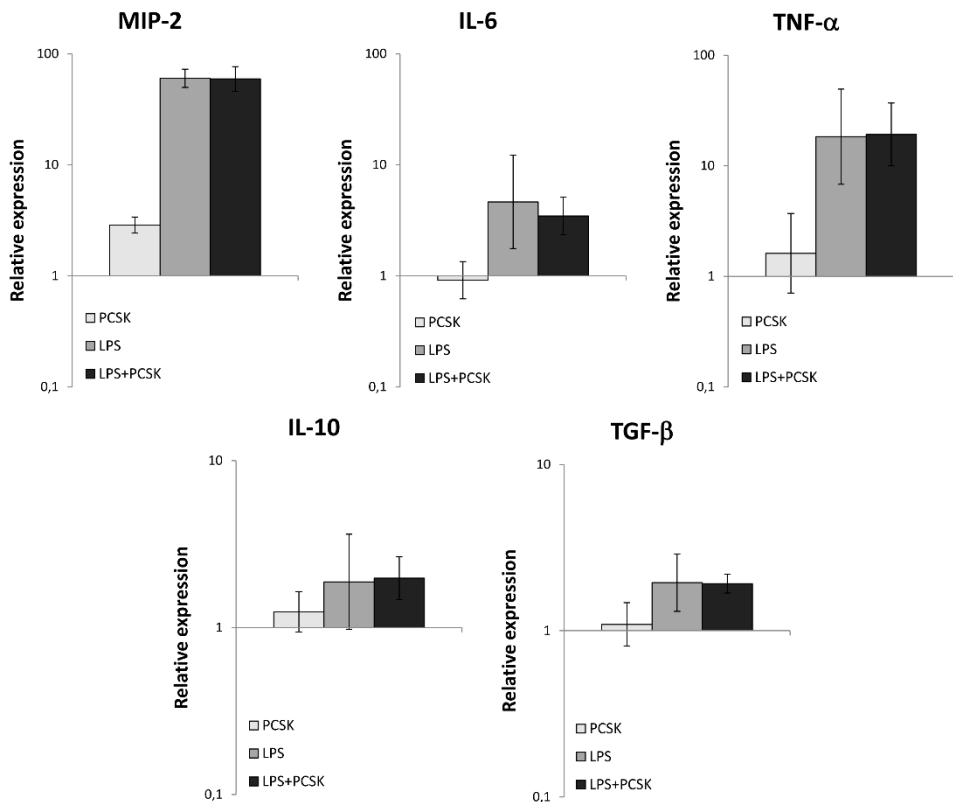 MIP-2
Relative expression
100
10
1
0,1
PCSK
LPS
LPS+PCSK
IL-6
Relative expression
100
10
1
0,1
PCSK
LPS
LPS+PCSK
TNF-α
Relative expression
100
10
1
0,1
PCSK
LPS
LPS+PCSK
IL-10
Relative expression
10
1
0,1
PCSK
LPS
LPS+PCSK
TGF-β
Relative expression
10
1
0,1
PCSK
LPS
LPS+PCSK